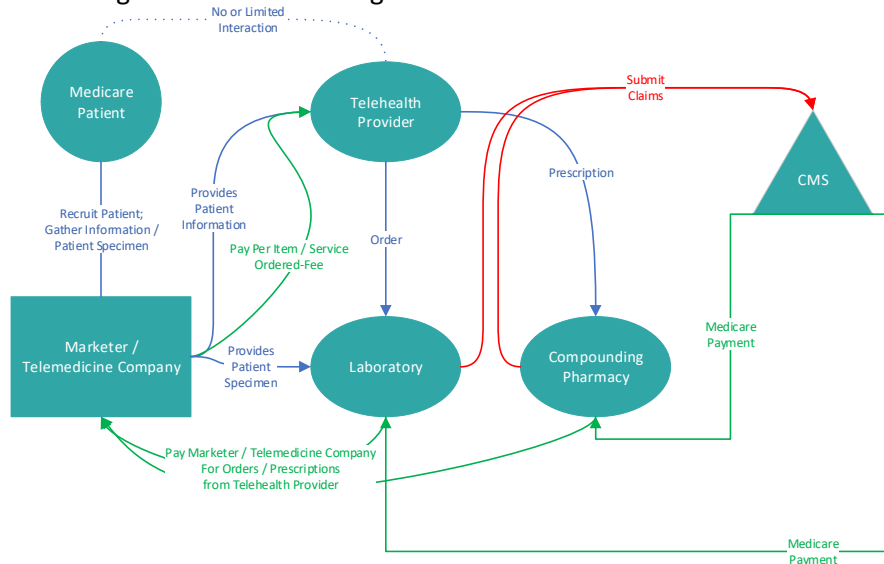 No or Limited
Interaction
Medicare
Patient
Telehealth
Provider
Submit
Claims
CMS
Prescription
Provides
Patient
Information
Recruit Patient;
Gather Information /
Patient Specimen
Pay Per Item / Service
Ordered-Fee
Order
Medicare
Payment
Marketer /
Telemedicine Company
Provides
Patient
Specimen
Laboratory
Compounding
Pharmacy
Pay Marketer / Telemedicine Company
For Orders / Prescriptions
from Telehealth Provider
Medicare
Payment